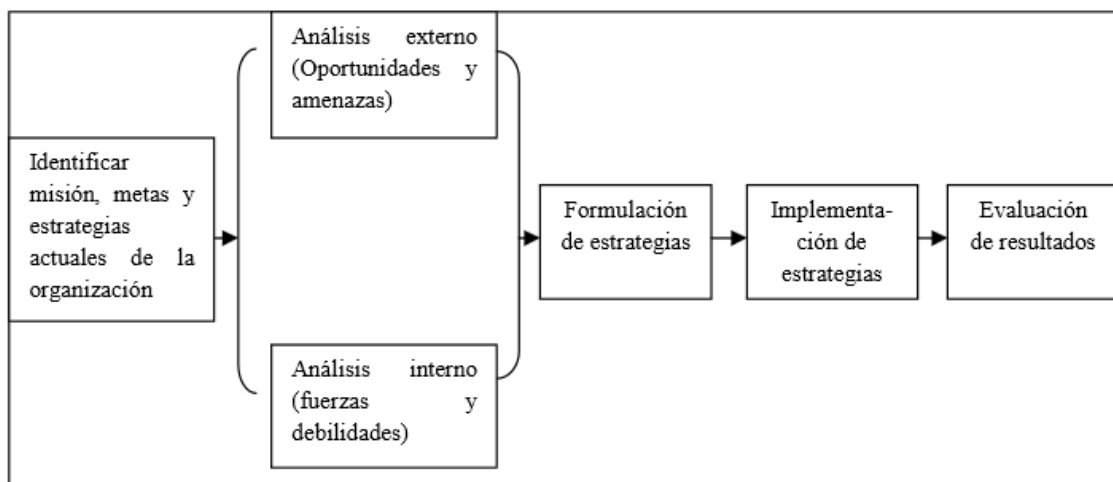 Identificar
misión, metas y
estrategias
actuales de la
organización
Análisis externo
(Oportunidades y
amenazas)
Análisis interno
(fuerzas y
debilidades)
Formulación
de estrategias
Implementa-
ción de
estrategias
Evaluación
de resultados